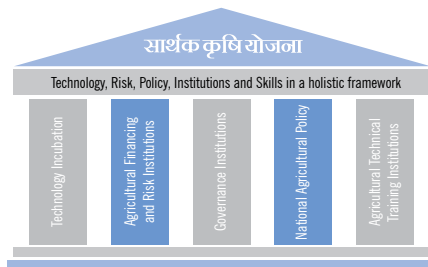 सार्थक कृषि योजना
Technology, Risk, Policy, Institutions and Skills in a holistic framework
Technology Incubation
Agricultural Financing
and Risk Institutions
Governance Institutions
National Agricultural Policy
Agricultural Technical
Training Institutions